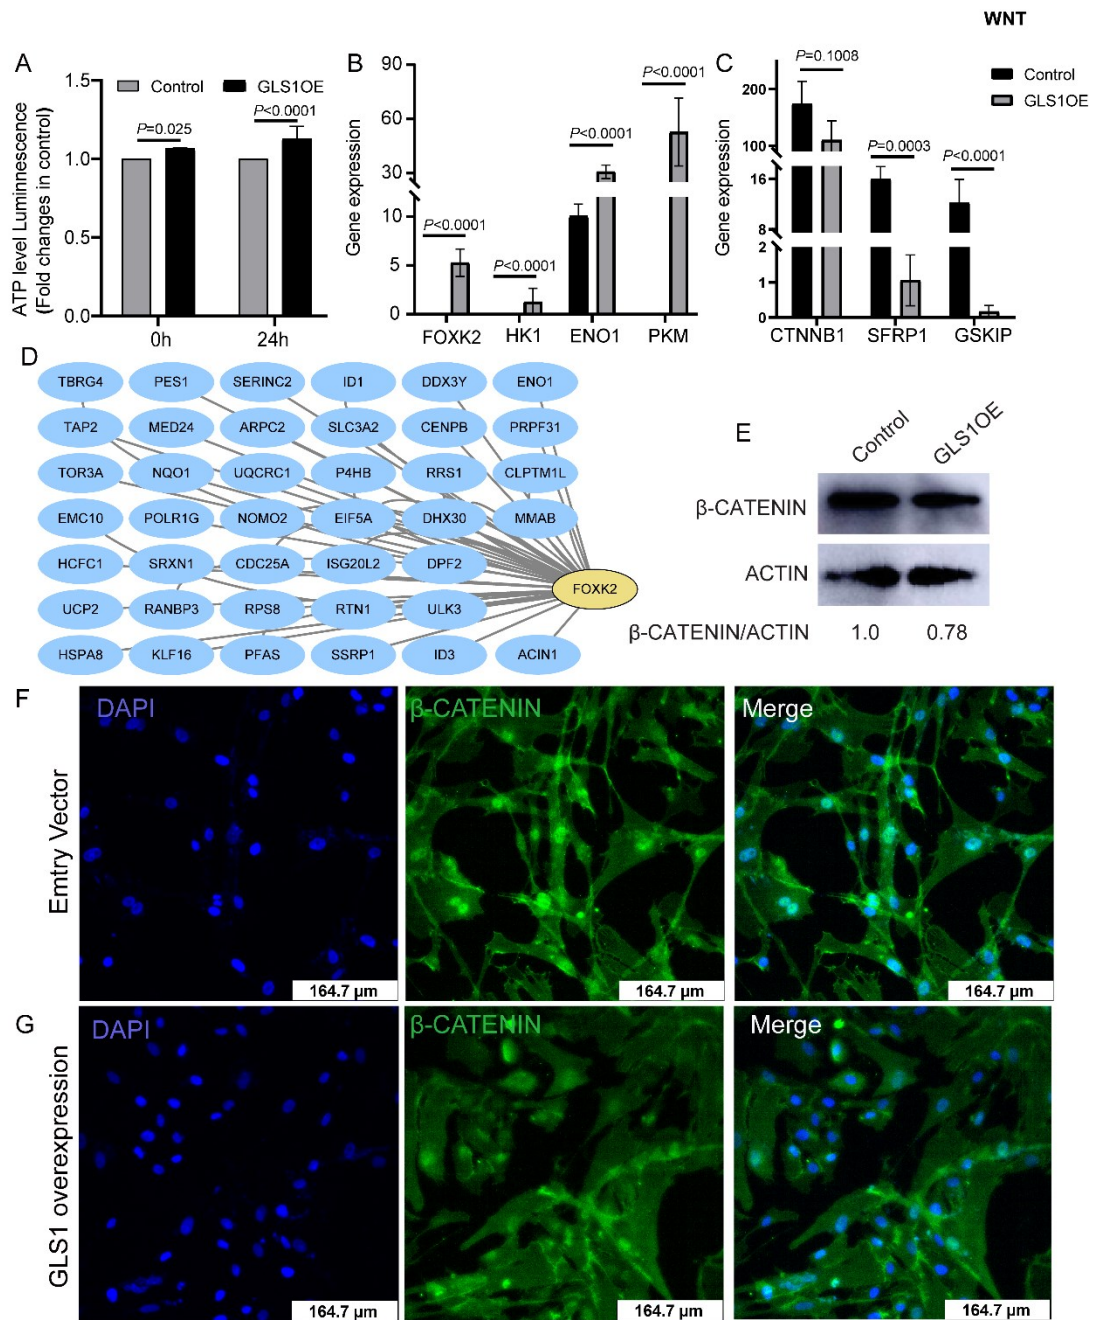 WNT
A
1.5
1.0
0.5
0.0
ATP level Luminnescence
(Fold changes in control)
Control
GLS1OE
P=0.025
P<0.0001
0h
24h
B
90
60
30
10
5
0
Gene expression
P<0.0001
P<0.0001
P<0.0001
P<0.0001
FOXK2
HK1
ENO1
PKM
C
200
100
16
8
2
1
0
Gene expression
P=0.1008
P=0.0003
P<0.0001
Control
GLS1OE
CTNNB1
SFRP1
GSKIP
D
TBRG4 PES1 SERINC2 ID1 DDX3Y ENO1
TAP2 MED24 ARPC2 SLC3A2 CENPB PRPF31
TOR3A NQO1 UQCRC1 P4HB RRS1 CLPTM1L
EMC10 POLR1G NOMO2 EIF5A DHX30 MMAB
HCFC1 SRXN1 CDC25A ISG20L2 DPF2
FOXK2
UCP2 RANBP3 RPS8 RTN1 ULK3
HSPA8 KLF16 PFAS SSRP1 ID3 ACIN1
E
Control
GLS1OE
β-CATENIN
ACTIN
β-CATENIN/ACTIN 1.0 0.78
F
Emtry Vector
DAPI
β-CATENIN
Merge
164.7 µm
164.7 µm
164.7 µm
G
GLS1 overexpression
DAPI
β-CATENIN
Merge
164.7 µm
164.7 µm
164.7 µm